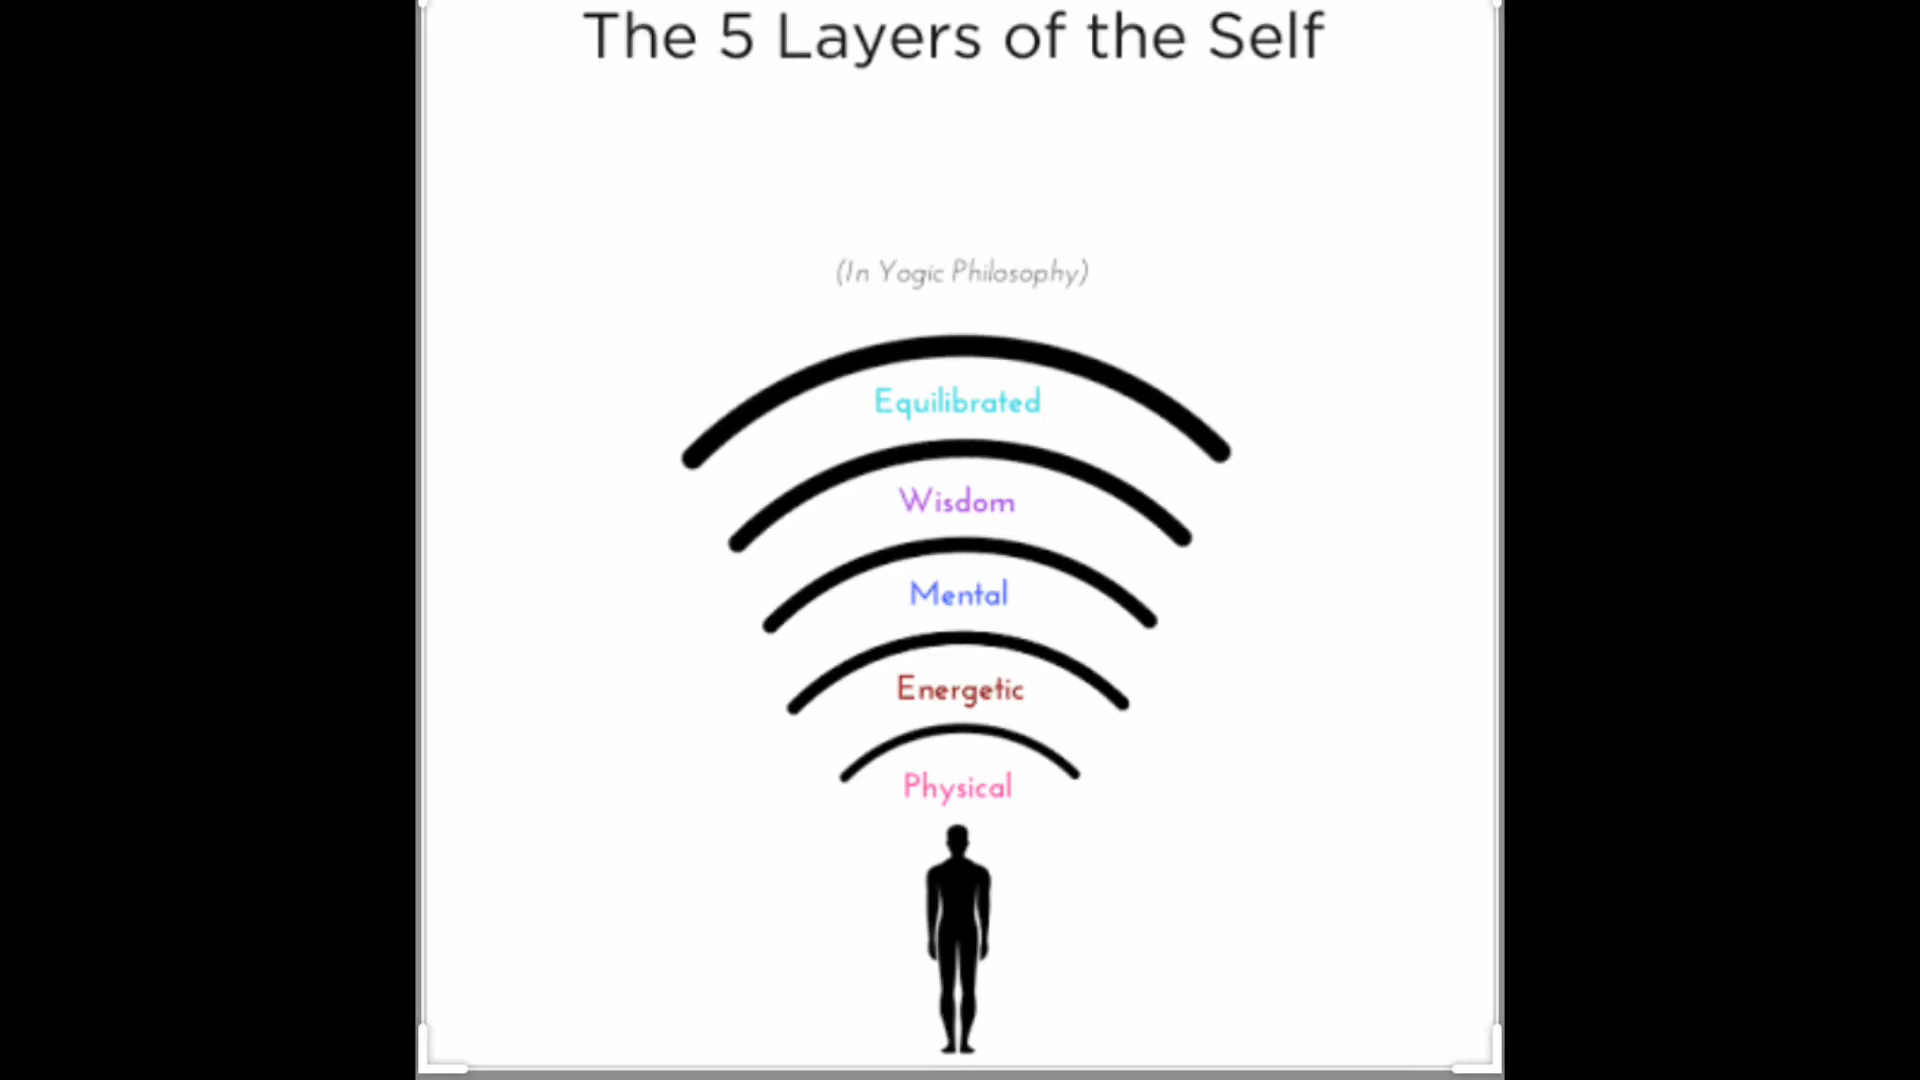 The 5 Layers of the Self
(In Yogic Philosophy)
Equilibrated
Wisdom
Mental
Energetic
Physical